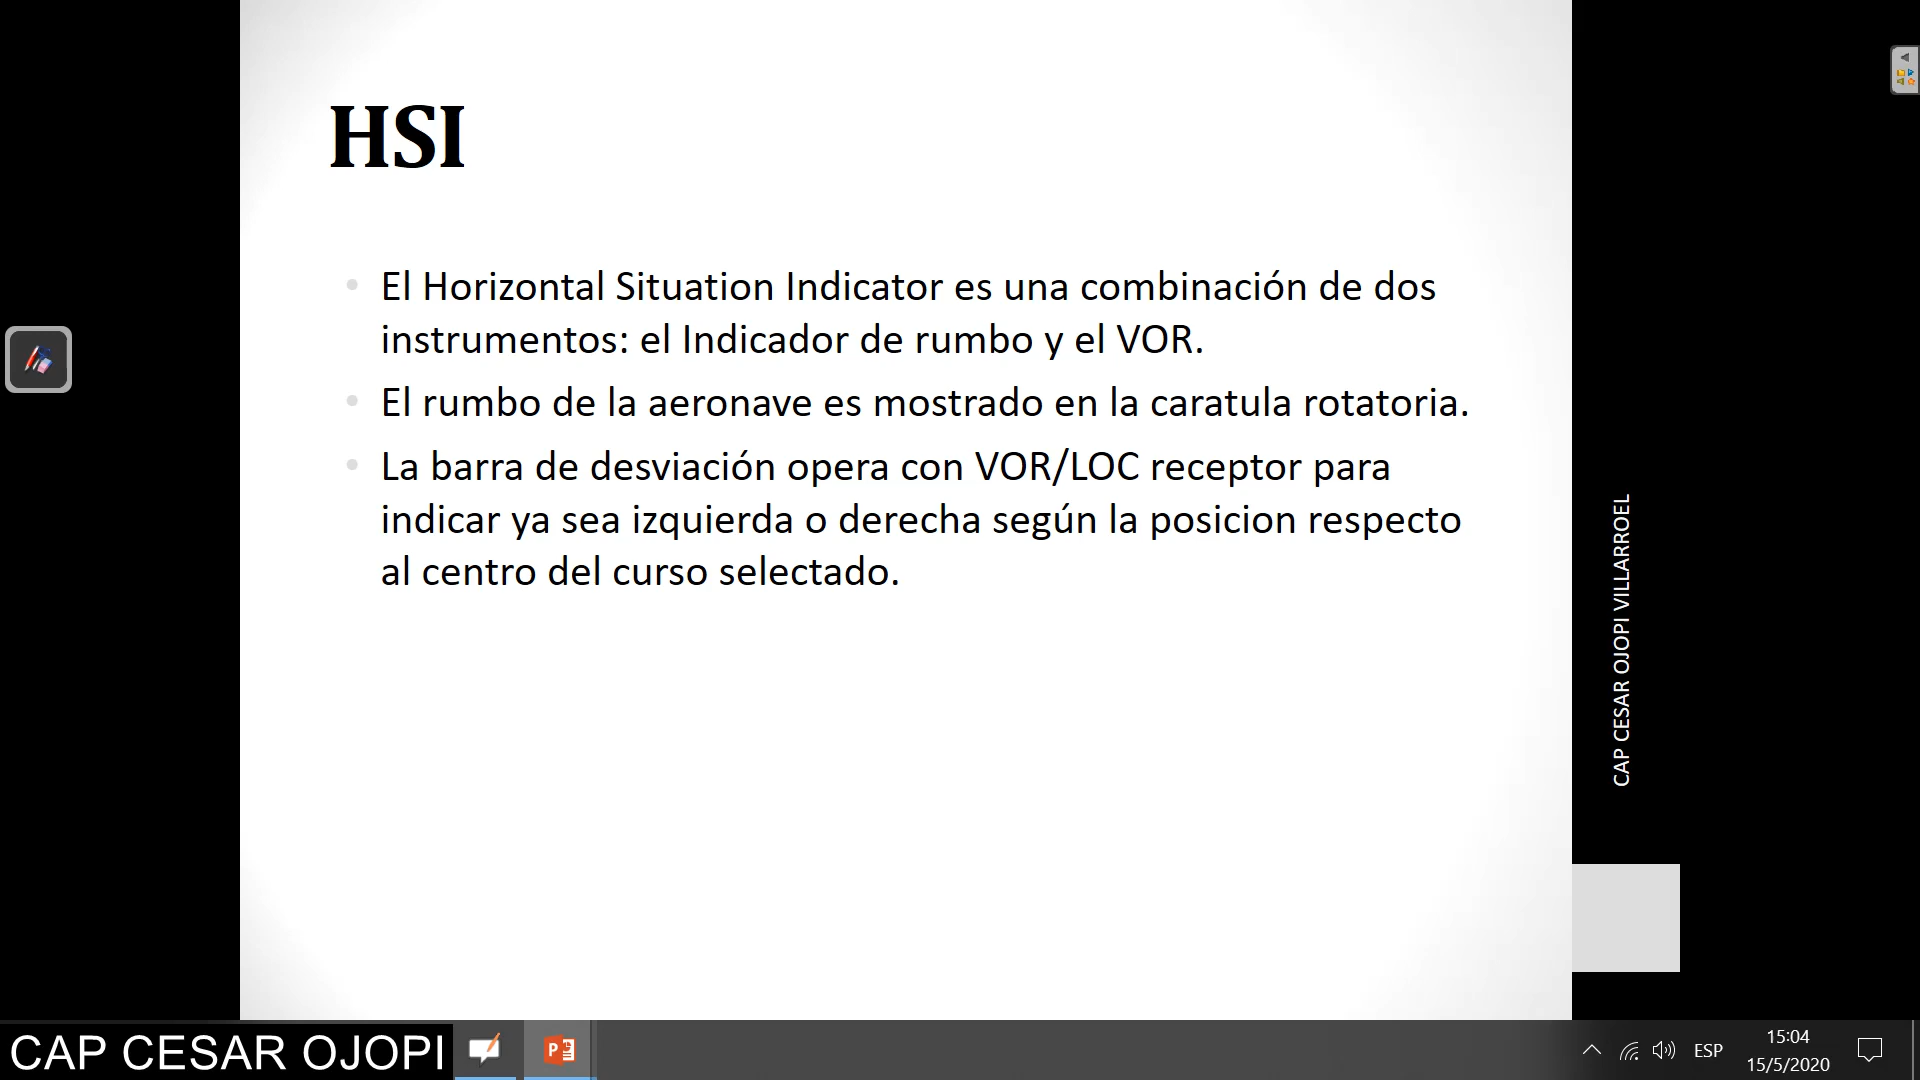 HSI
El Horizontal Situation Indicator es una combinación de dos
instrumentos: el Indicador de rumbo y el VOR.
El rumbo de la aeronave es mostrado en la caratula rotatoria.
La barra de desviación opera con VOR/LOC receptor para
indicar ya sea izquierda o derecha según la posicion respecto
al centro del curso selectado.
CAP CESAR OJOPI VILLARROEL
CAP CESAR OJOPI
ESP
15:04
15/5/2020